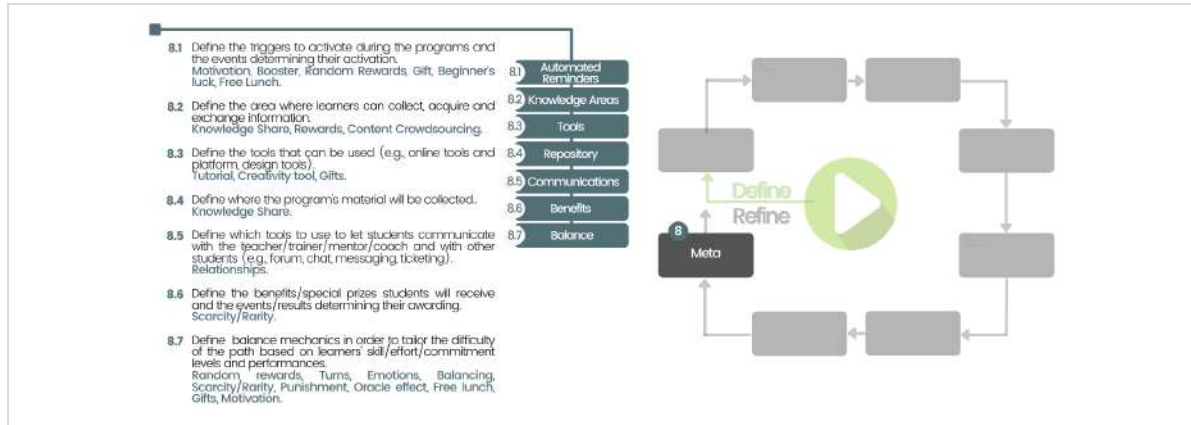 8.1 Define the triggers to activate during the programs and
the events determining their activation.
Motivation, Booster, Random Rewards, Gift, Beginner's
luck, Free Lunch.
8.2 Define the area where learners can collect, acquire and
exchange information.
Knowledge Share, Rewards, Content Crowdsourcing.
8.3 Define the tools that can be used (e.g., online tools and
platform, design tools).
Tutorial, Creativity tool, Gifts.
8.4 Define where the program's material will be collected.
Knowledge Share.
8.5 Define which tools to use to let students communicate
with the teacher/trainer/mentor/coach and with other
students (e.g., forum, chat, messaging, ticketing).
Relationships.
8.6 Define the benefits/special prizes students will receive
and the events/results determining their awarding.
Scarcity/Rarity.
8.7 Define balance mechanics in order to tailor the difficulty
of the path based on learners' skill/effort/commitment
levels and performances.
Random rewards, Turns, Emotions, Balancing,
Scarcity/Rarity, Punishment, Oracle effect, Free lunch,
Gifts, Motivation.
8.1 Automated
Reminders
8.2 Knowledge Areas
8.3 Tools
8.4 Repository
8.5 Communications
8.6 Benefits
8.7 Balance
Define
Refine
8
Meta